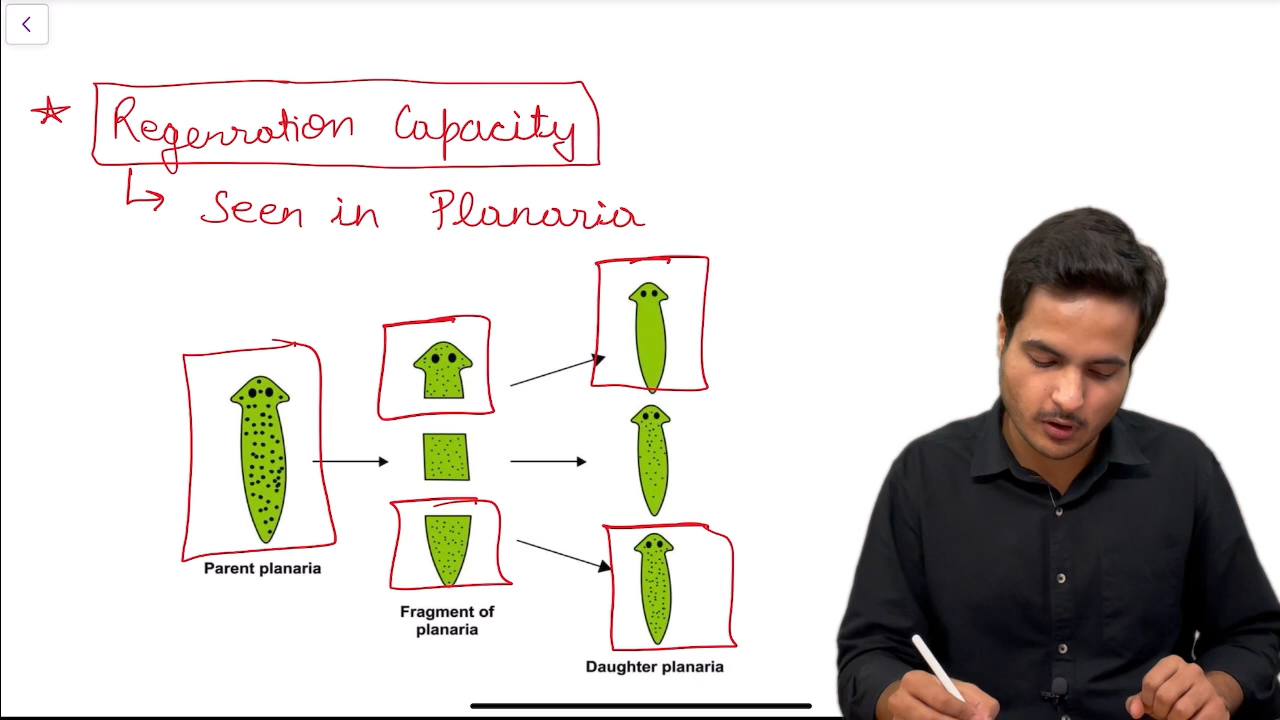 Regenration Capacity
Seen in Planaria
Parent planaria
Fragment of
planaria
Daughter planaria